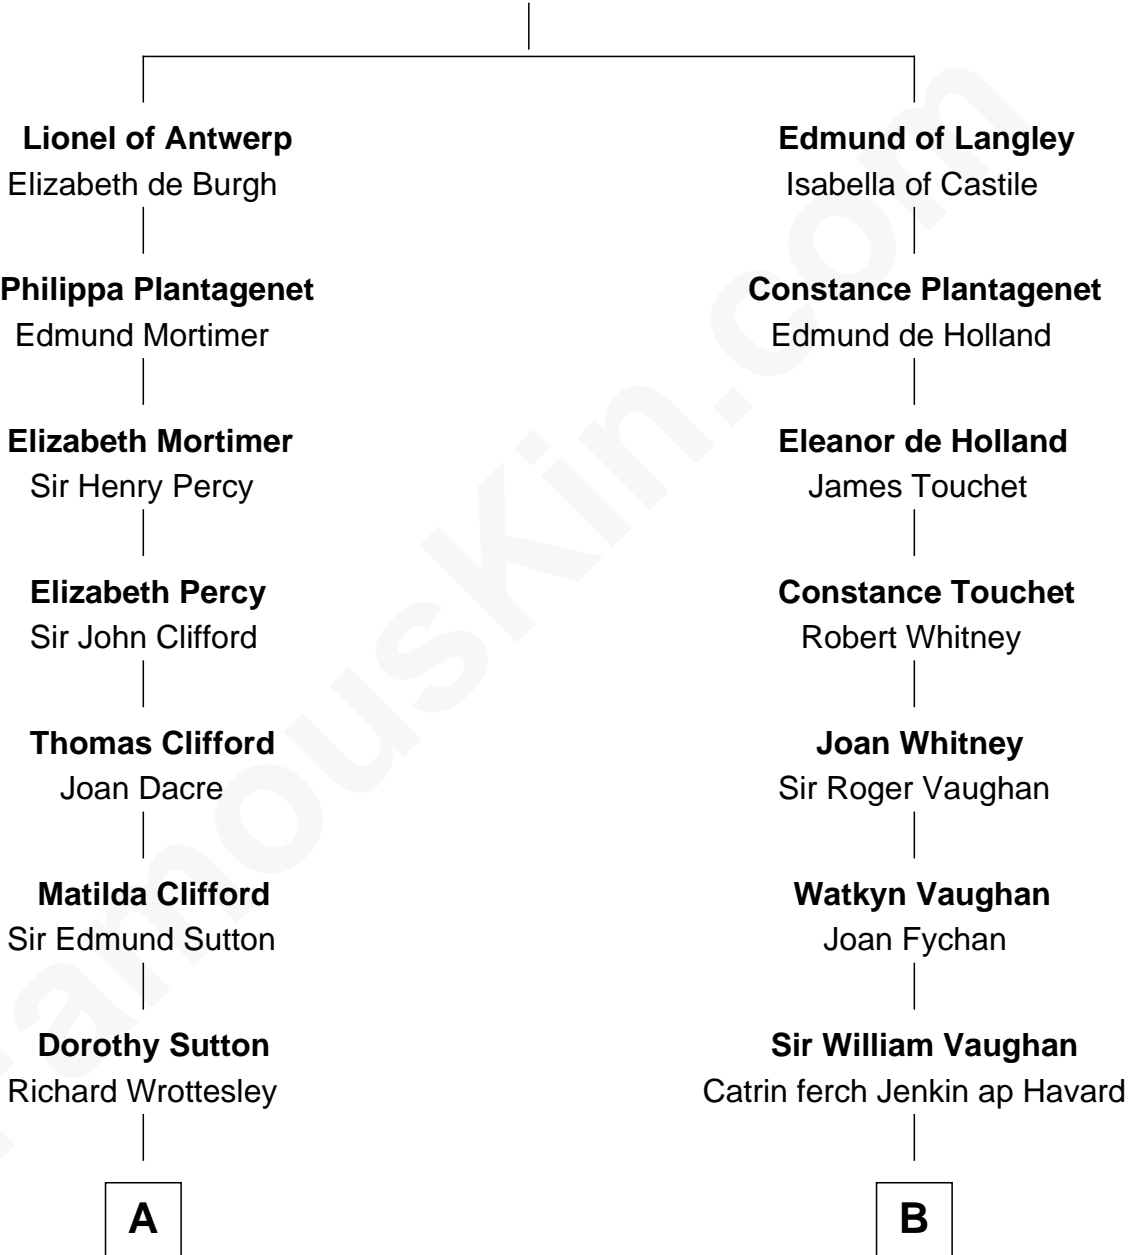 Lionel of Antwerp
Elizabeth de Burgh
Philippa Plantagenet
Edmund Mortimer
Elizabeth Mortimer
Sir Henry Percy
Elizabeth Percy
Sir John Clifford
Thomas Clifford
Joan Dacre
Matilda Clifford
Sir Edmund Sutton
Dorothy Sutton
Richard Wrottesley
A
Edmund of Langley
Isabella of Castile
Constance Plantagenet
Edmund de Holland
Eleanor de Holland
James Touchet
Constance Touchet
Robert Whitney
Joan Whitney
Sir Roger Vaughan
Watkyn Vaughan
Joan Fychan
Sir William Vaughan
Catrin ferch Jenkin ap Havard
B
FamousKin.com